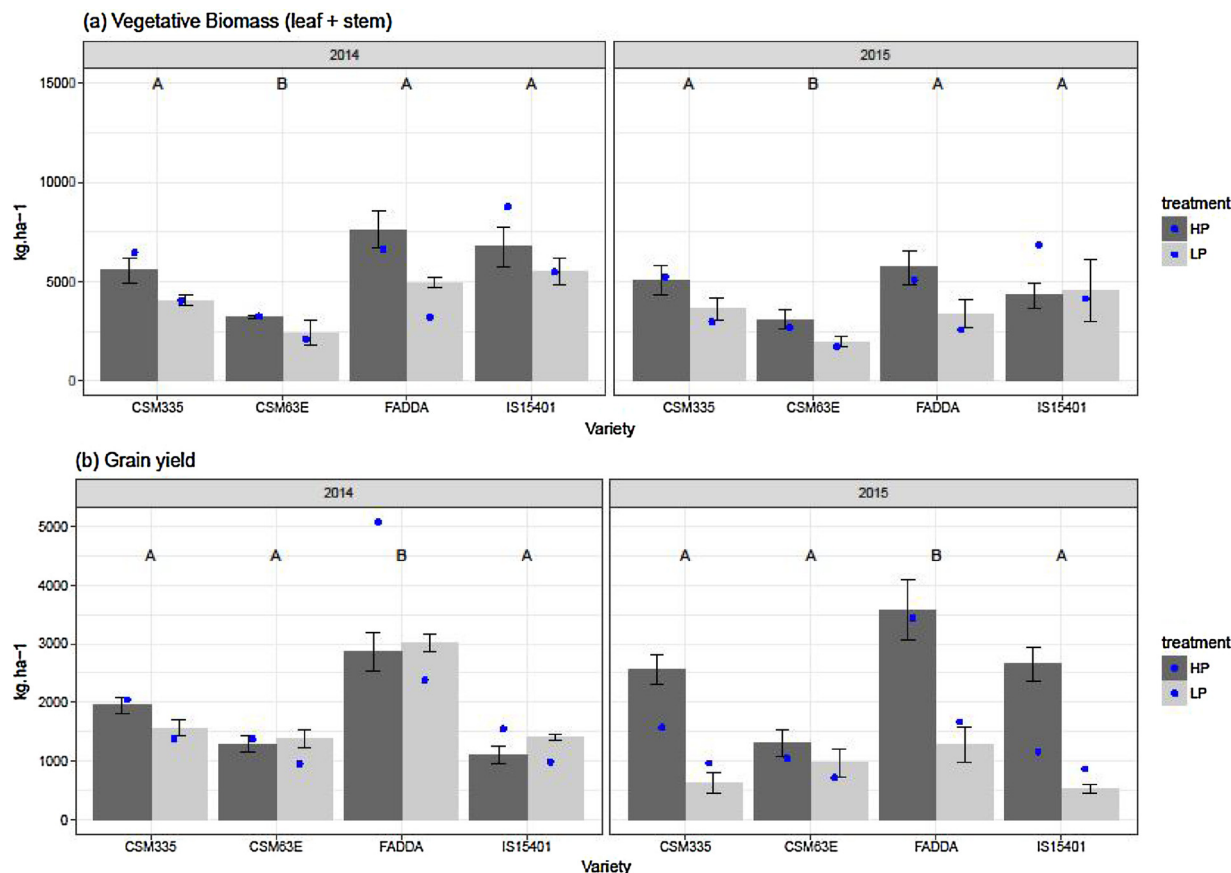 (a) Vegetative Biomass (leaf + stem)
2014 2015
A B A A A B A A
15000
10000
5000
0
kg.ha−1
CSM335 CSM63E FADDA IS15401 CSM335 CSM63E FADDA IS15401
Variety
treatment
HP
LP
(b) Grain yield
2014 2015
A A B A A A B A
5000
4000
3000
2000
1000
0
kg.ha−1
CSM335 CSM63E FADDA IS15401 CSM335 CSM63E FADDA IS15401
Variety
treatment
HP
LP